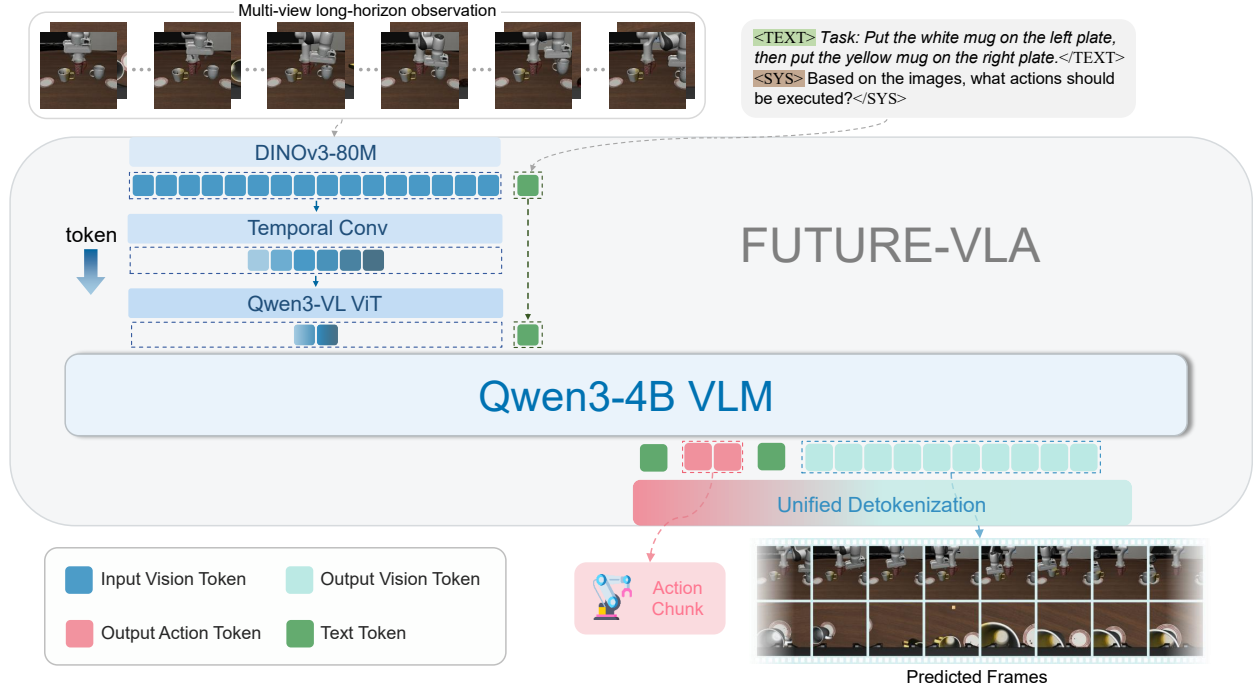 Multi-view long-horizon observation
<TEXT> Task: Put the white mug on the left plate,
then put the yellow mug on the right plate.</TEXT>
<SYS> Based on the images, what actions should
be executed?</SYS>
DINOv3-80M
Temporal Conv
token
Qwen3-VL ViT
FUTURE-VLA
Qwen3-4B VLM
Unified Detokenization
Input Vision Token
Output Vision Token
Output Action Token
Text Token
Action
Chunk
Predicted Frames